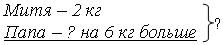 Митя – 2 кг
Папа – ? на 6 кг больше
?